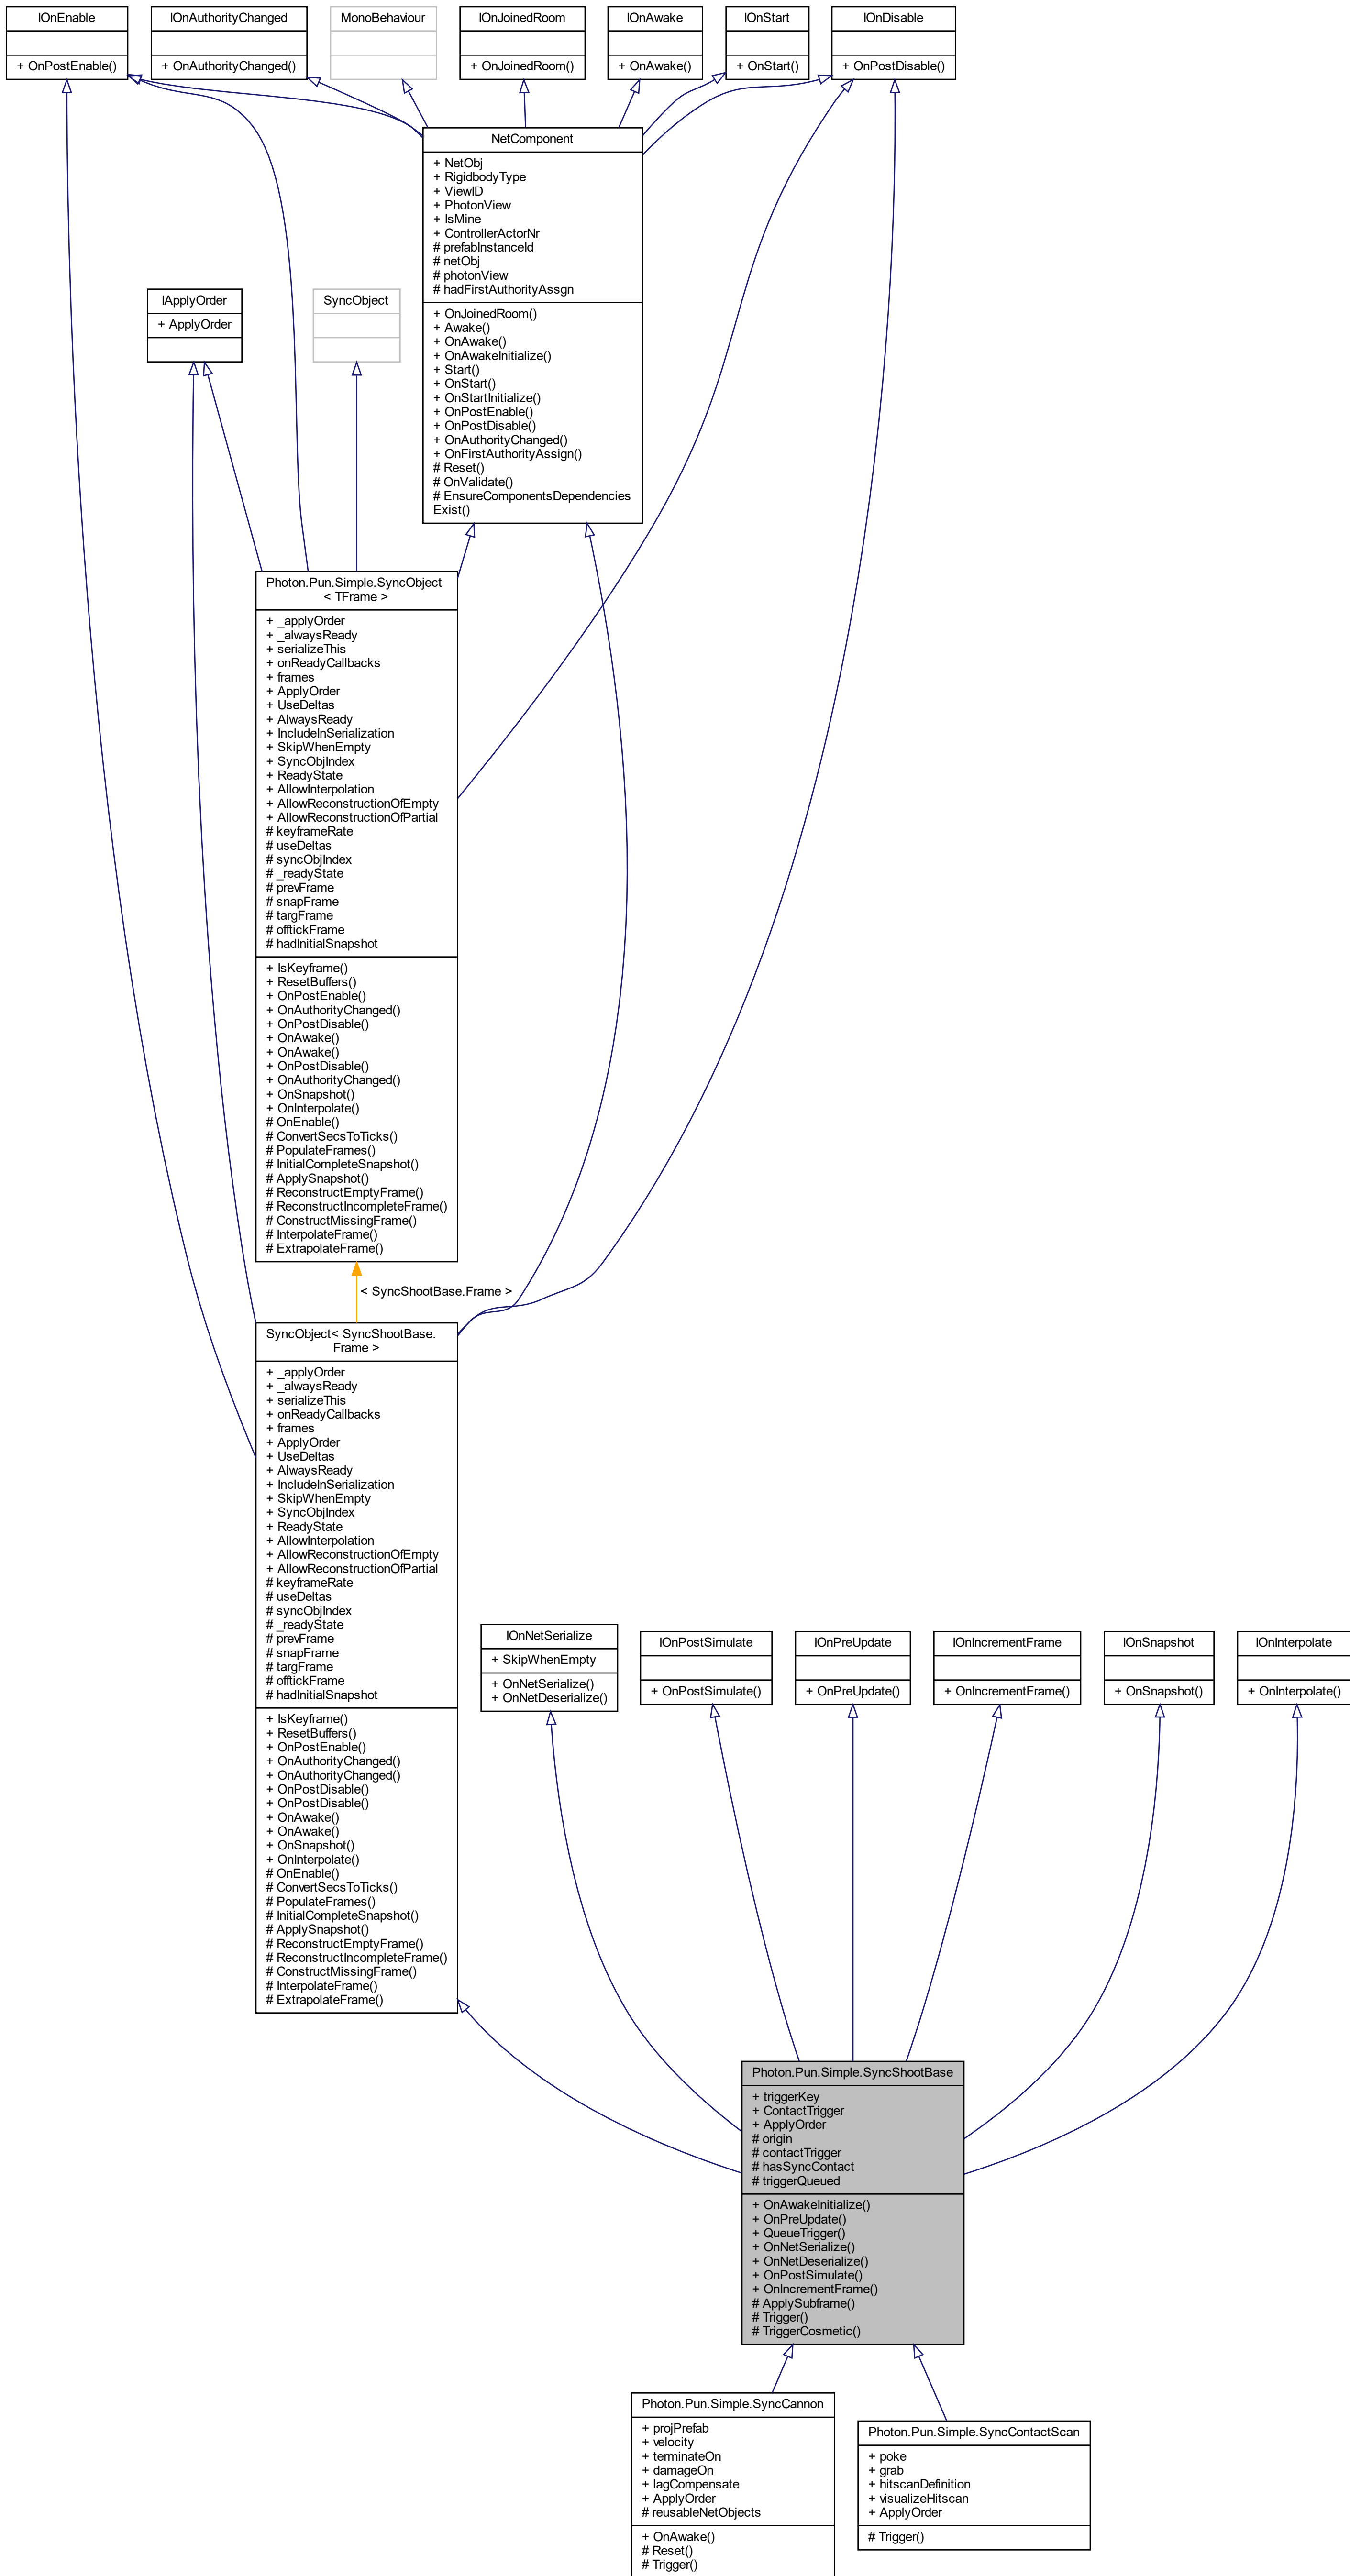 IOnEnable
+ OnPostEnable()
IOnAuthorityChanged
+ OnAuthorityChanged()
MonoBehaviour
IOnJoinedRoom
+ OnJoinedRoom()
IOnAwake
+ OnAwake()
IOnStart
+ OnStart()
IOnDisable
+ OnPostDisable()
NetComponent
+ NetObj
+ RigidbodyType
+ ViewID
+ PhotonView
+ IsMine
+ ControllerActorNr
# prefabInstanceId
# netObj
# photonView
# hadFirstAuthorityAssgn
+ OnJoinedRoom()
+ Awake()
+ OnAwake()
+ OnAwakeInitialize()
+ Start()
+ OnStart()
+ OnStartInitialize()
+ OnPostEnable()
+ OnPostDisable()
+ OnAuthorityChanged()
+ OnFirstAuthorityAssign()
# Reset()
# OnValidate()
# EnsureComponentsDependencies
Exist()
IApplyOrder
+ ApplyOrder
SyncObject
Photon.Pun.Simple.SyncObject
< TFrame >
+ _applyOrder
+ _alwaysReady
+ serializeThis
+ onReadyCallbacks
+ frames
+ ApplyOrder
+ UseDeltas
+ AlwaysReady
+ IncludeInSerialization
+ SkipWhenEmpty
+ SyncObjIndex
+ ReadyState
+ AllowInterpolation
+ AllowReconstructionOfEmpty
+ AllowReconstructionOfPartial
# keyframeRate
# useDeltas
# syncObjIndex
# _readyState
# prevFrame
# snapFrame
# targFrame
# offtickFrame
# hadInitialSnapshot
+ IsKeyframe()
+ ResetBuffers()
+ OnPostEnable()
+ OnAuthorityChanged()
+ OnPostDisable()
+ OnAwake()
+ OnAwake()
+ OnPostDisable()
+ OnAuthorityChanged()
+ OnSnapshot()
+ OnInterpolate()
# OnEnable()
# ConvertSecsToTicks()
# PopulateFrames()
# InitialCompleteSnapshot()
# ApplySnapshot()
# ReconstructEmptyFrame()
# ReconstructIncompleteFrame()
# ConstructMissingFrame()
# InterpolateFrame()
# ExtrapolateFrame()
< SyncShootBase.Frame >
SyncObject< SyncShootBase.
Frame >
+ _applyOrder
+ _alwaysReady
+ serializeThis
+ onReadyCallbacks
+ frames
+ ApplyOrder
+ UseDeltas
+ AlwaysReady
+ IncludeInSerialization
+ SkipWhenEmpty
+ SyncObjIndex
+ ReadyState
+ AllowInterpolation
+ AllowReconstructionOfEmpty
+ AllowReconstructionOfPartial
# keyframeRate
# useDeltas
# syncObjIndex
# _readyState
# prevFrame
# snapFrame
# targFrame
# offtickFrame
# hadInitialSnapshot
+ IsKeyframe()
+ ResetBuffers()
+ OnPostEnable()
+ OnAuthorityChanged()
+ OnAuthorityChanged()
+ OnPostDisable()
+ OnPostDisable()
+ OnAwake()
+ OnAwake()
+ OnSnapshot()
+ OnInterpolate()
# OnEnable()
# ConvertSecsToTicks()
# PopulateFrames()
# InitialCompleteSnapshot()
# ApplySnapshot()
# ReconstructEmptyFrame()
# ReconstructIncompleteFrame()
# ConstructMissingFrame()
# InterpolateFrame()
# ExtrapolateFrame()
IOnNetSerialize
+ SkipWhenEmpty
+ OnNetSerialize()
+ OnNetDeserialize()
IOnPostSimulate
+ OnPostSimulate()
IOnPreUpdate
+ OnPreUpdate()
IOnIncrementFrame
+ OnIncrementFrame()
IOnSnapshot
+ OnSnapshot()
IOnInterpolate
+ OnInterpolate()
Photon.Pun.Simple.SyncShootBase
+ triggerKey
+ ContactTrigger
+ ApplyOrder
# origin
# contactTrigger
# hasSyncContact
# triggerQueued
+ OnAwakeInitialize()
+ OnPreUpdate()
+ QueueTrigger()
+ OnNetSerialize()
+ OnNetDeserialize()
+ OnPostSimulate()
+ OnIncrementFrame()
# ApplySubframe()
# Trigger()
# TriggerCosmetic()
Photon.Pun.Simple.SyncCannon
+ projPrefab
+ velocity
+ terminateOn
+ damageOn
+ lagCompensate
+ ApplyOrder
# reusableNetObjects
+ OnAwake()
# Reset()
# Trigger()
Photon.Pun.Simple.SyncContactScan
+ poke
+ grab
+ hitscanDefinition
+ visualizeHitscan
+ ApplyOrder
# Trigger()